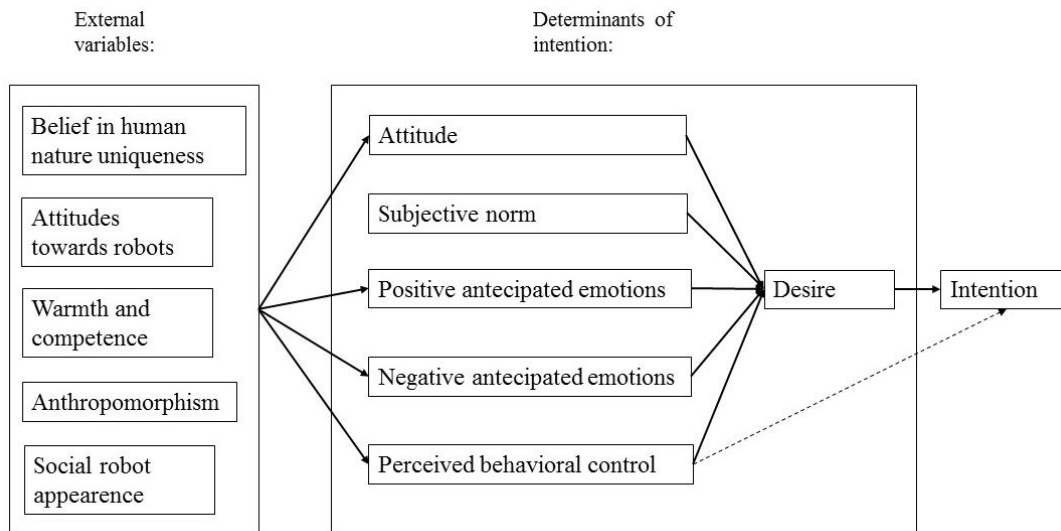 External
variables:
Determinants of
intention:
Belief in human
nature uniqueness
Attitudes
towards robots
Warmth and
competence
Anthropomorphism
Social robot
appearence
Attitude
Subjective norm
Positive antecipated emotions
Negative antecipated emotions
Perceived behavioral control
Desire
Intention